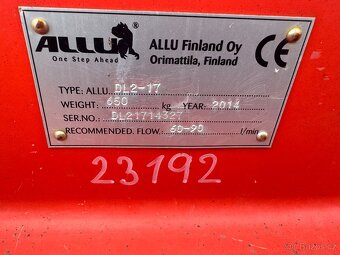 ALLU
One Step Ahead
ALLU Finland Oy
Orimattila, Finland
CE
TYPE: ALLU. DL2-17
WEIGHT: 650 kg YEAR: 2014
SER.NO: DL21714327
RECOMMENDED. FLOW. 60-90 l/min
23192